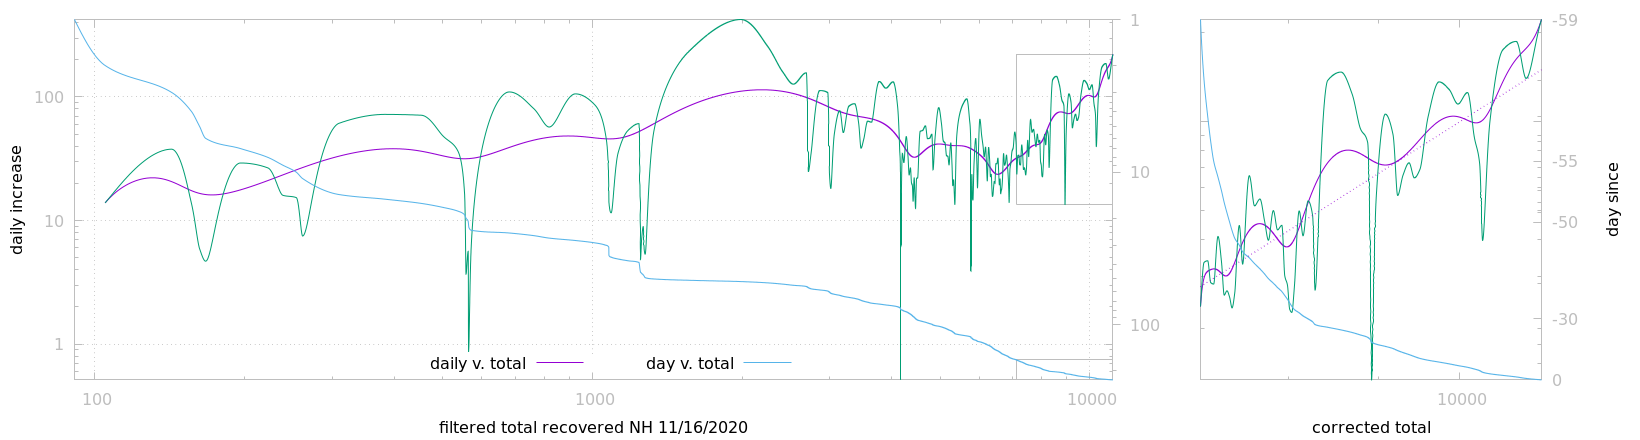 daily increase
100
10
1
daily v. total
day v. total
100
1000
10000
filtered total recovered NH 11/16/2020
1
10
100
10000
corrected total
-59
-55
-50
-30
0
day since